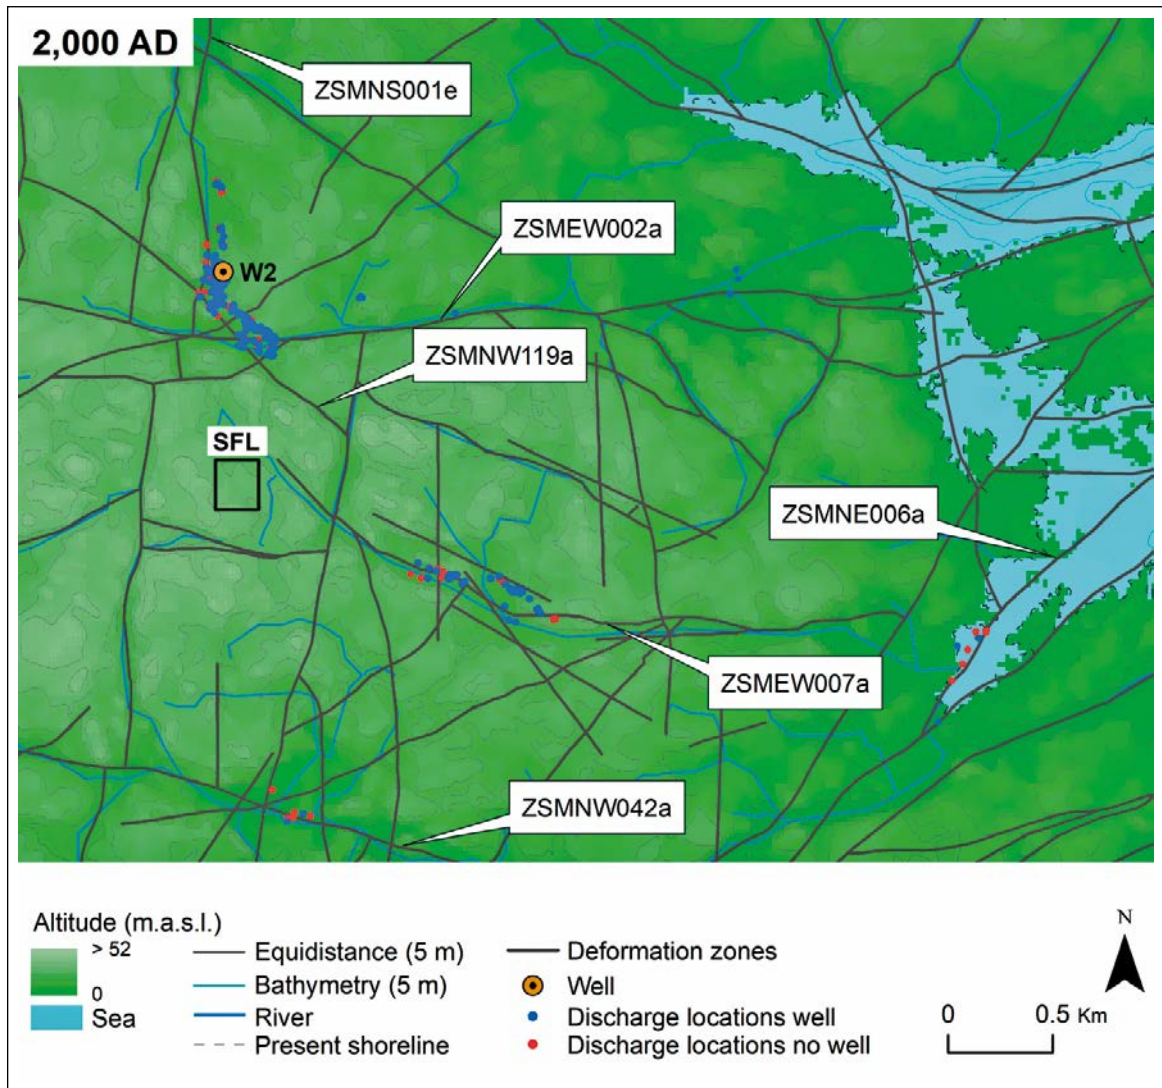 2,000 AD
ZSMNS001e
ZSMEW002a
W2
ZSMNW119a
SFL
ZSMNE006a
ZSMEW007a
ZSMNW042a
Altitude (m.a.s.l.)
> 52
0
Sea
Equidistance (5 m)
Bathymetry (5 m)
River
Present shoreline
Deformation zones
Well
Discharge locations well
Discharge locations no well
N
0 0.5 Km